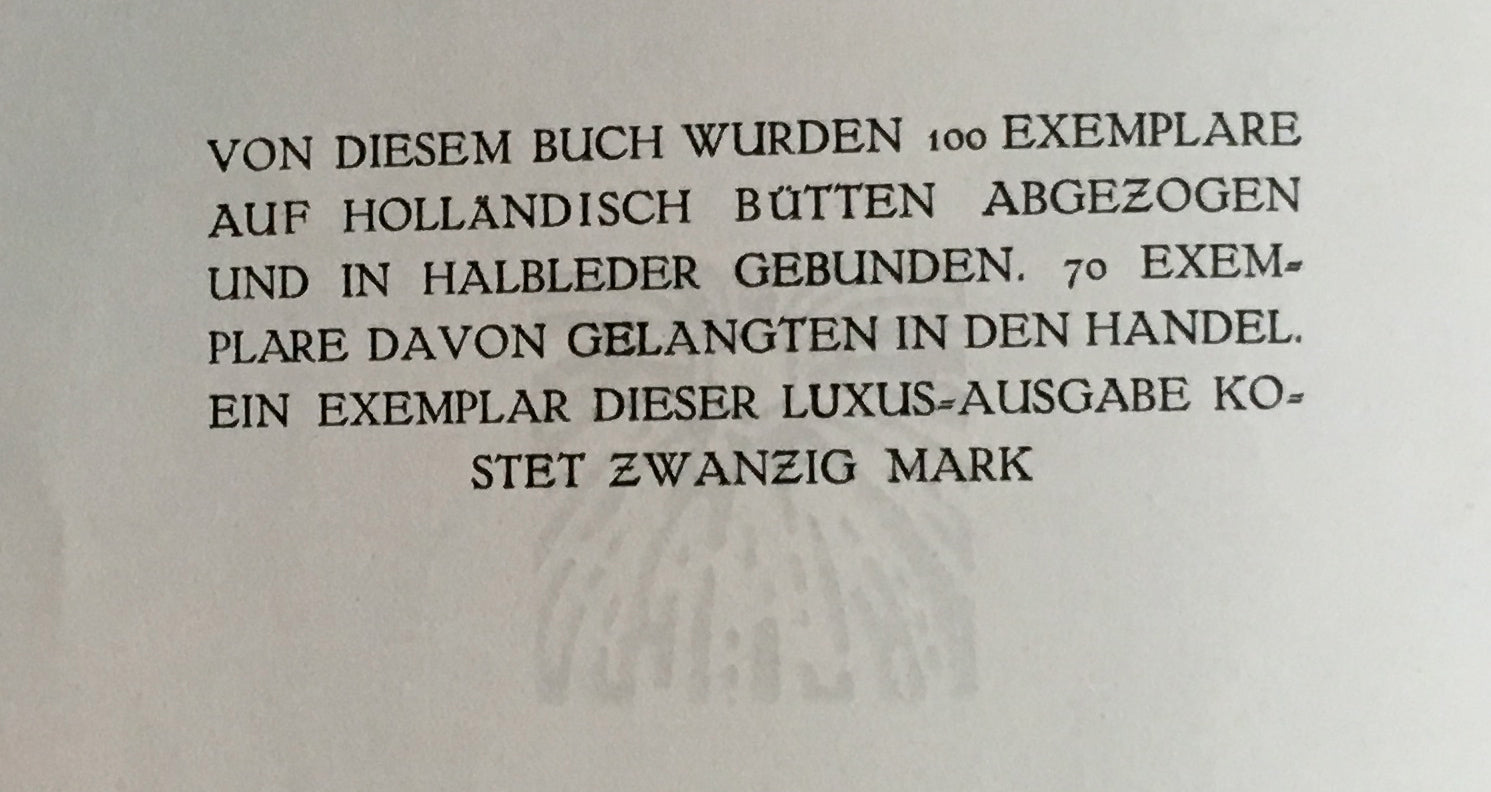 VON DIESEM BUCH WURDEN 100 EXEMPLARE
AUF HOLLÄNDISCH BÜTTEN ABGEZOGEN
UND IN HALBLEDER GEBUNDEN. 70 EXEM-
PLARE DAVON GELANGTEN IN DEN HANDEL.
EIN EXEMPLAR DIESER LUXUS-AUSGABE KO-
STET ZWANZIG MARK